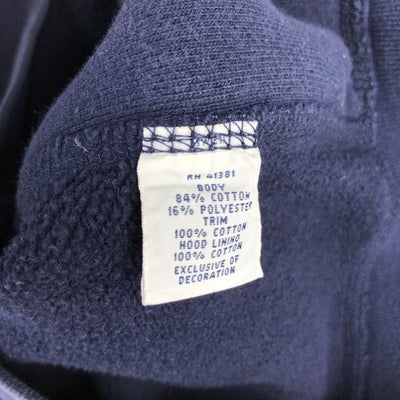 RN 41381
BODY
84% COTTON
16% POLYESTER
TRIM
100% COTTON
HOOD LINING
100% COTTON
EXCLUSIVE OF
DECORATION